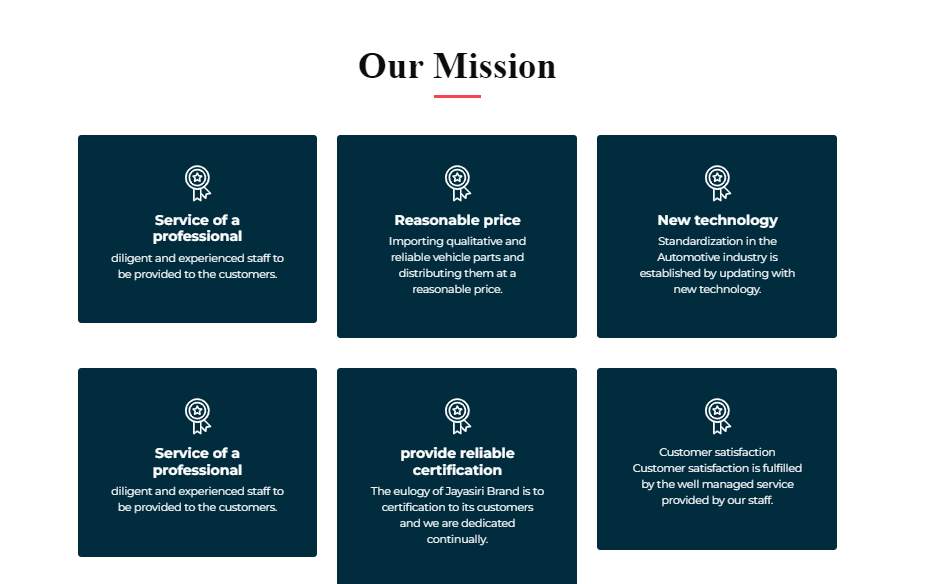 Our Mission
Service of a
professional
diligent and experienced staff to
be provided to the customers.
Reasonable price
Importing qualitative and
reliable vehicle parts and
distributing them at a
reasonable price.
New technology
Standardization in the
Automotive industry is
established by updating with
new technology.
Service of a
professional
diligent and experienced staff to
be provided to the customers.
provide reliable
certification
The eulogy of Jayasiri Brand is to
certification to its customers
and we are dedicated
continually.
Customer satisfaction
Customer satisfaction is fulfilled
by the well managed service
provided by our staff.